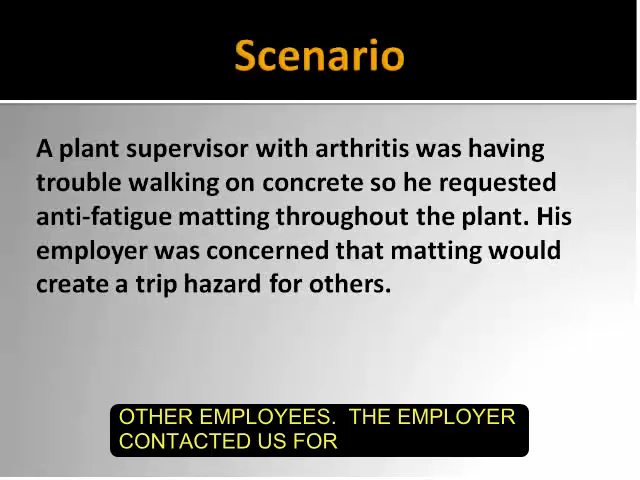 Scenario
A plant supervisor with arthritis was having
trouble walking on concrete so he requested
anti-fatigue matting throughout the plant. His
employer was concerned that matting would
create a trip hazard for others.
OTHER EMPLOYEES.  THE EMPLOYER
CONTACTED US FOR